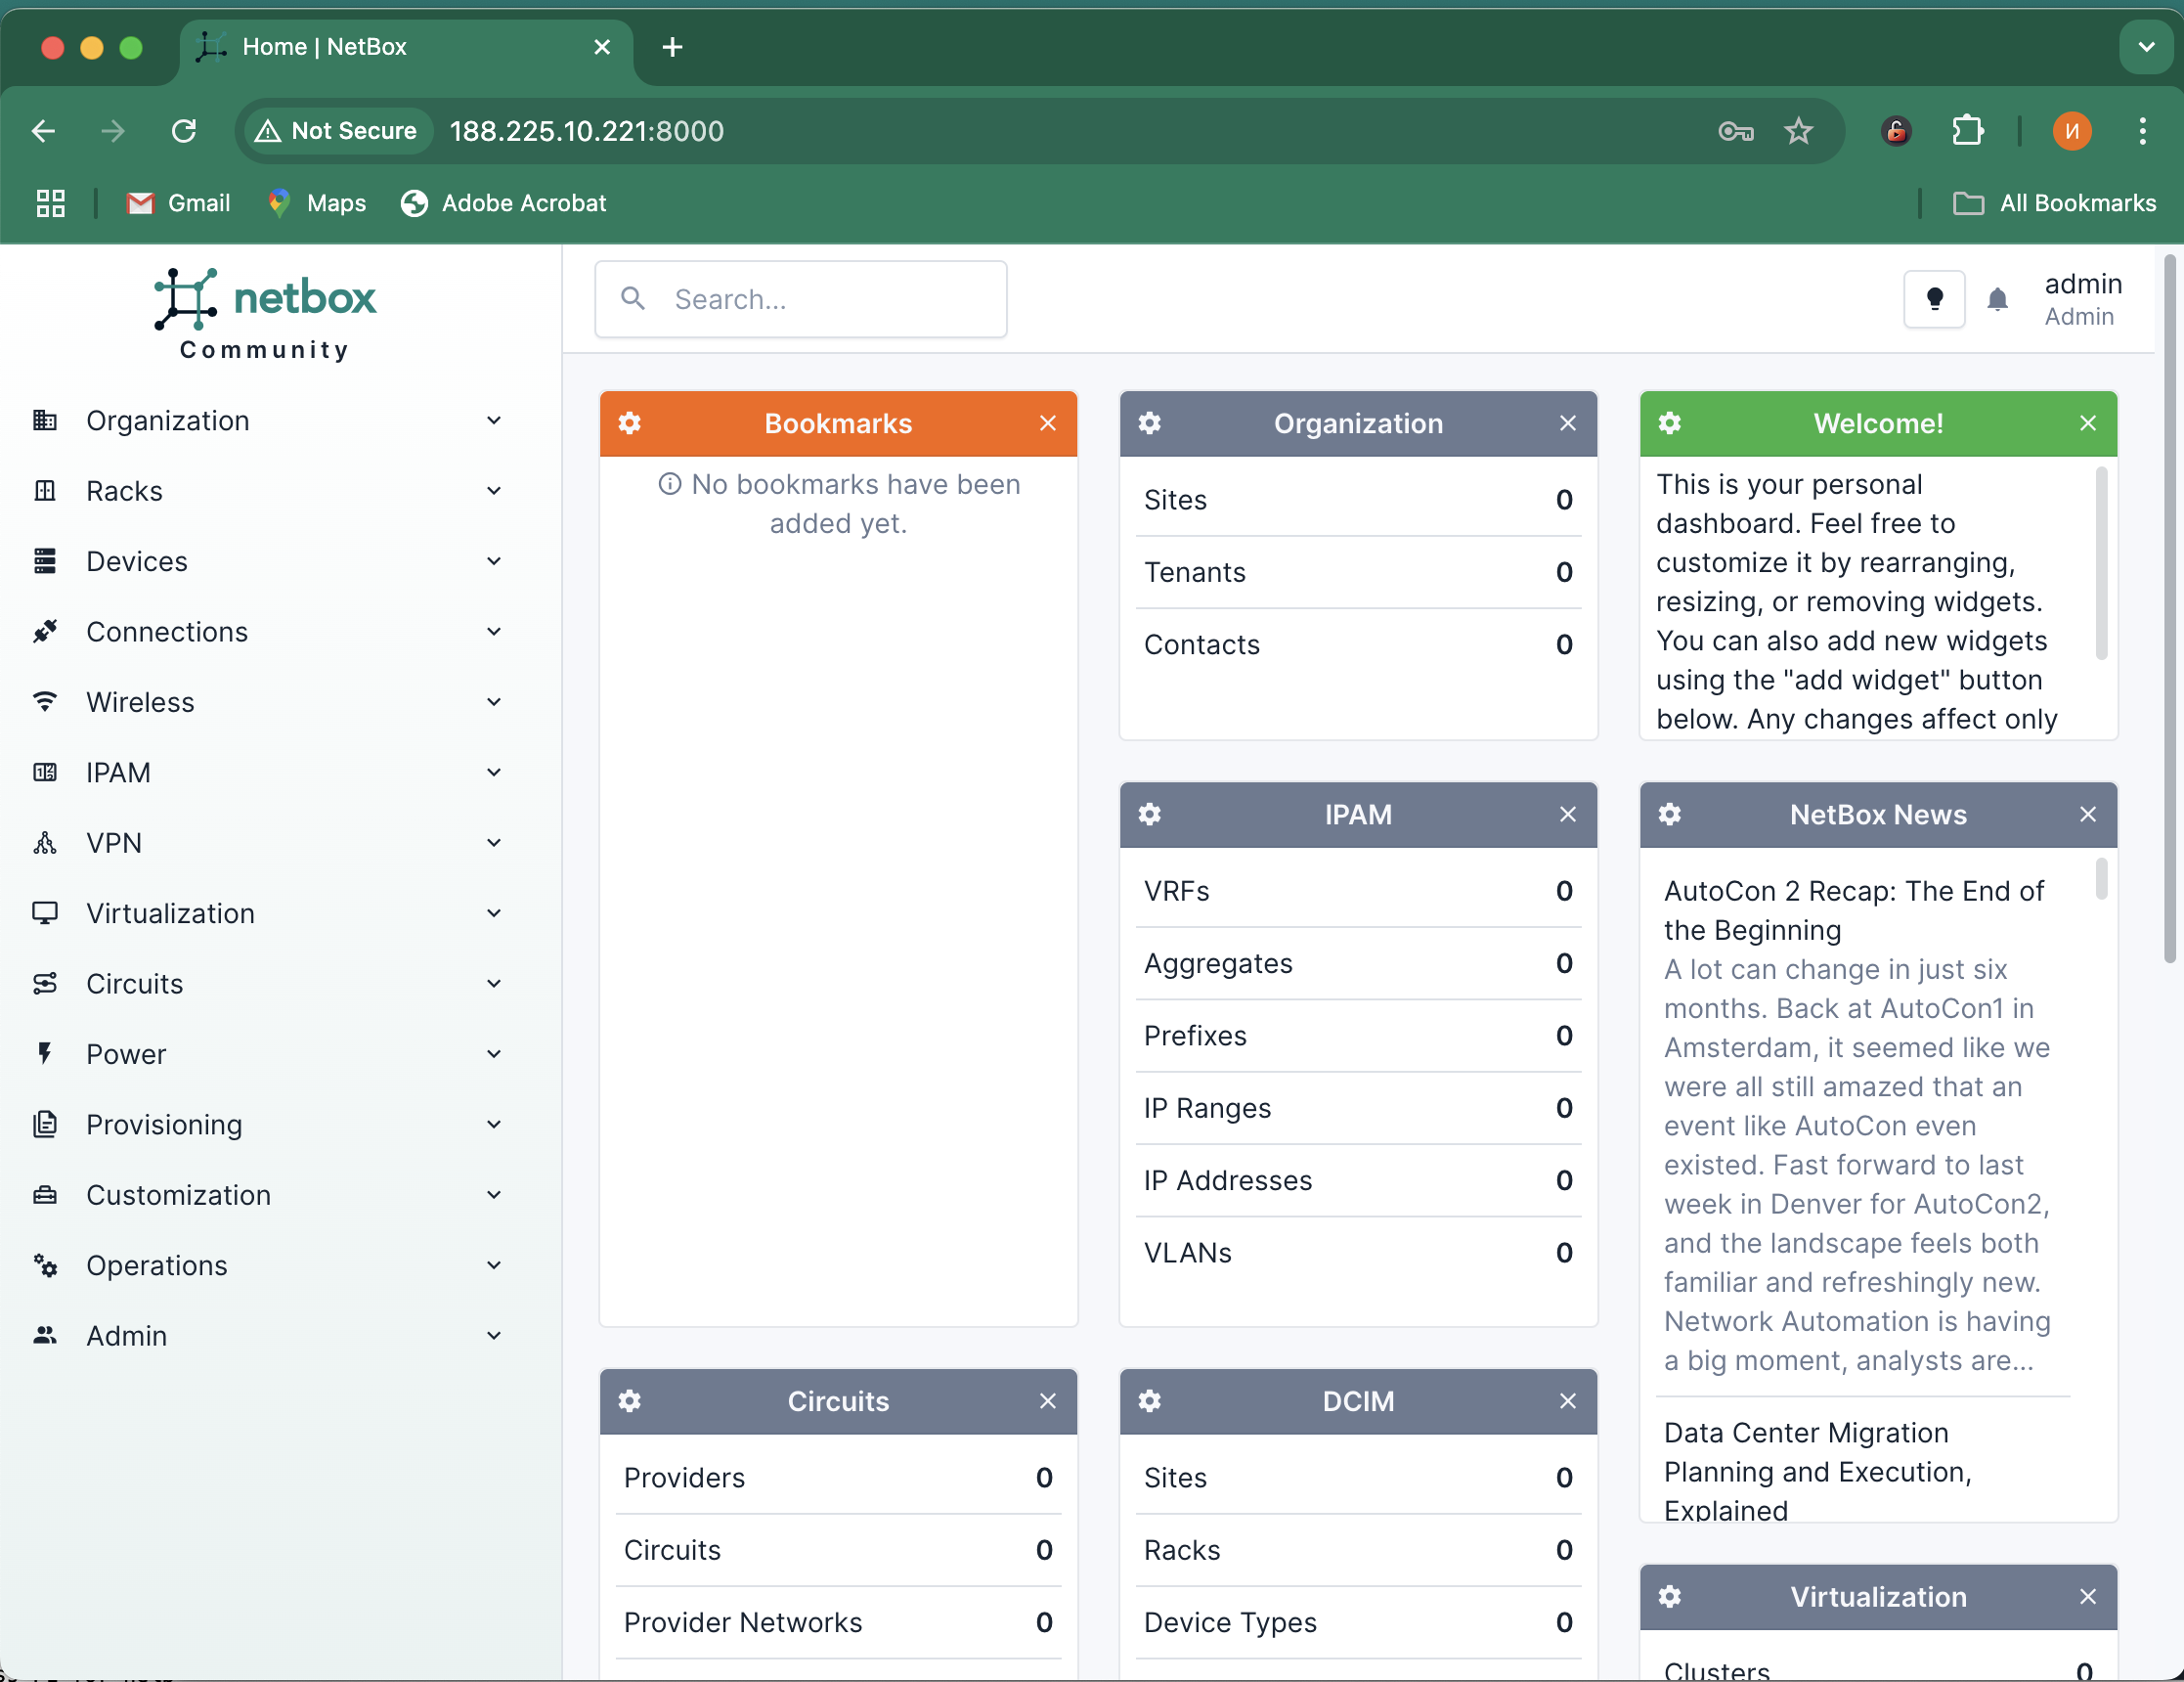 Home | NetBox
Not Secure
188.225.10.221:8000
И
Gmail
Maps
Adobe Acrobat
All Bookmarks
netbox
Community
Search...
admin
Admin
Organization
Racks
Devices
Connections
Wireless
IPAM
VPN
Virtualization
Circuits
Power
Provisioning
Customization
Operations
Admin
Bookmarks
No bookmarks have been
added yet.
Organization
Sites 0
Tenants 0
Contacts 0
Welcome!
This is your personal
dashboard. Feel free to
customize it by rearranging,
resizing, or removing widgets.
You can also add new widgets
using the "add widget" button
below. Any changes affect only
IPAM
VRFs 0
Aggregates 0
Prefixes 0
IP Ranges 0
IP Addresses 0
VLANs 0
NetBox News
AutoCon 2 Recap: The End of
the Beginning
A lot can change in just six
months. Back at AutoCon1 in
Amsterdam, it seemed like we
were all still amazed that an
event like AutoCon even
existed. Fast forward to last
week in Denver for AutoCon2,
and the landscape feels both
familiar and refreshingly new.
Network Automation is having
a big moment, analysts are...
Data Center Migration
Planning and Execution,
Explained
Circuits
Providers 0
Circuits 0
Provider Networks 0
DCIM
Sites 0
Racks 0
Device Types 0
Virtualization
Clusters 0